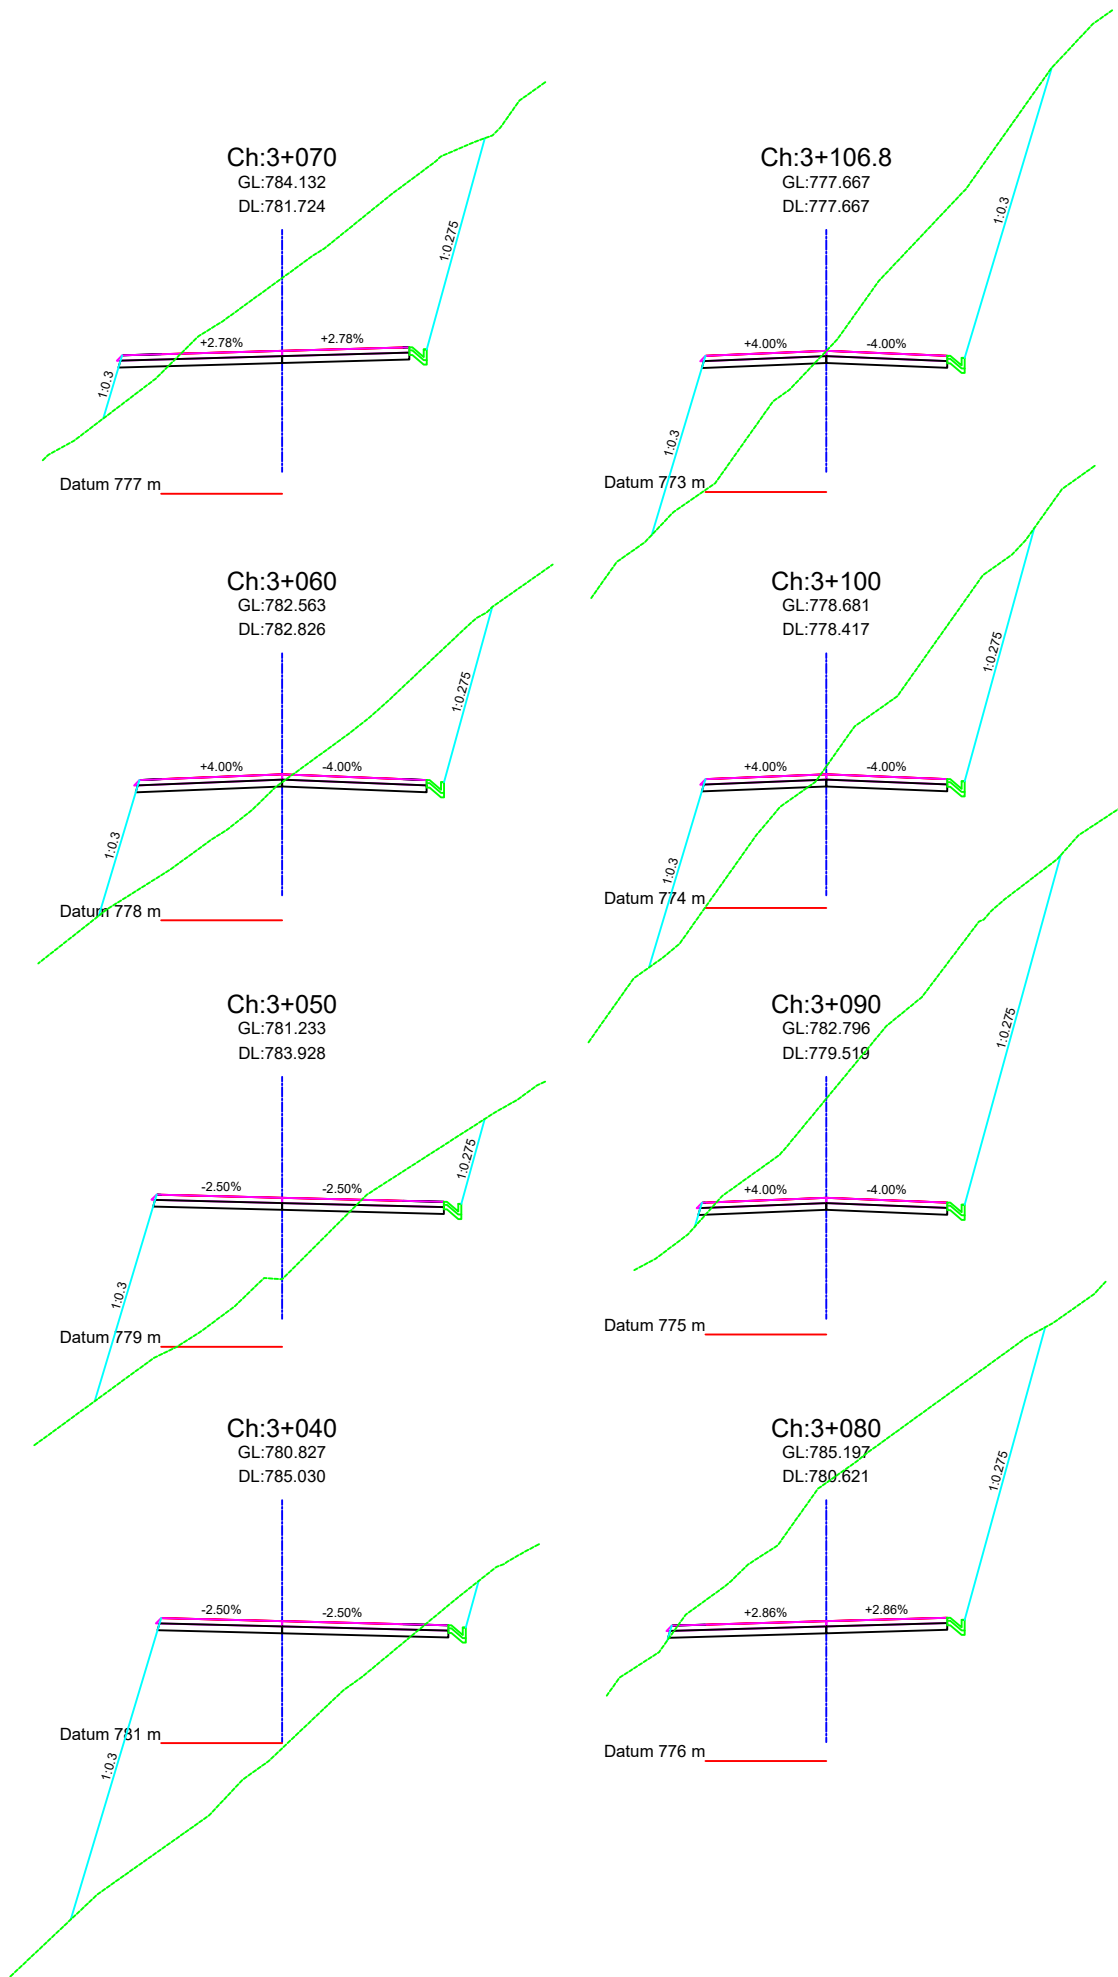 Ch:3+070
GL:784.132
DL:781.724
1:0.275
+2.78%
+2.78%
1:0.3
Datum 777 m
Ch:3+060
GL:782.563
DL:782.826
1:0.275
+4.00%
-4.00%
1:0.3
Datum 778 m
Ch:3+050
GL:781.233
DL:783.928
1:0.275
-2.50%
-2.50%
1:0.3
Datum 779 m
Ch:3+040
GL:780.827
DL:785.030
-2.50%
-2.50%
Datum 781 m
1:0.3
Ch:3+106.8
GL:777.667
DL:777.667
1:0.3
+4.00%
-4.00%
1:0.3
Datum 773 m
Ch:3+100
GL:778.681
DL:778.417
1:0.275
+4.00%
-4.00%
1:0.3
Datum 774 m
Ch:3+090
GL:782.796
DL:779.519
1:0.275
+4.00%
-4.00%
Datum 775 m
Ch:3+080
GL:785.197
DL:780.621
1:0.275
+2.86%
+2.86%
Datum 776 m